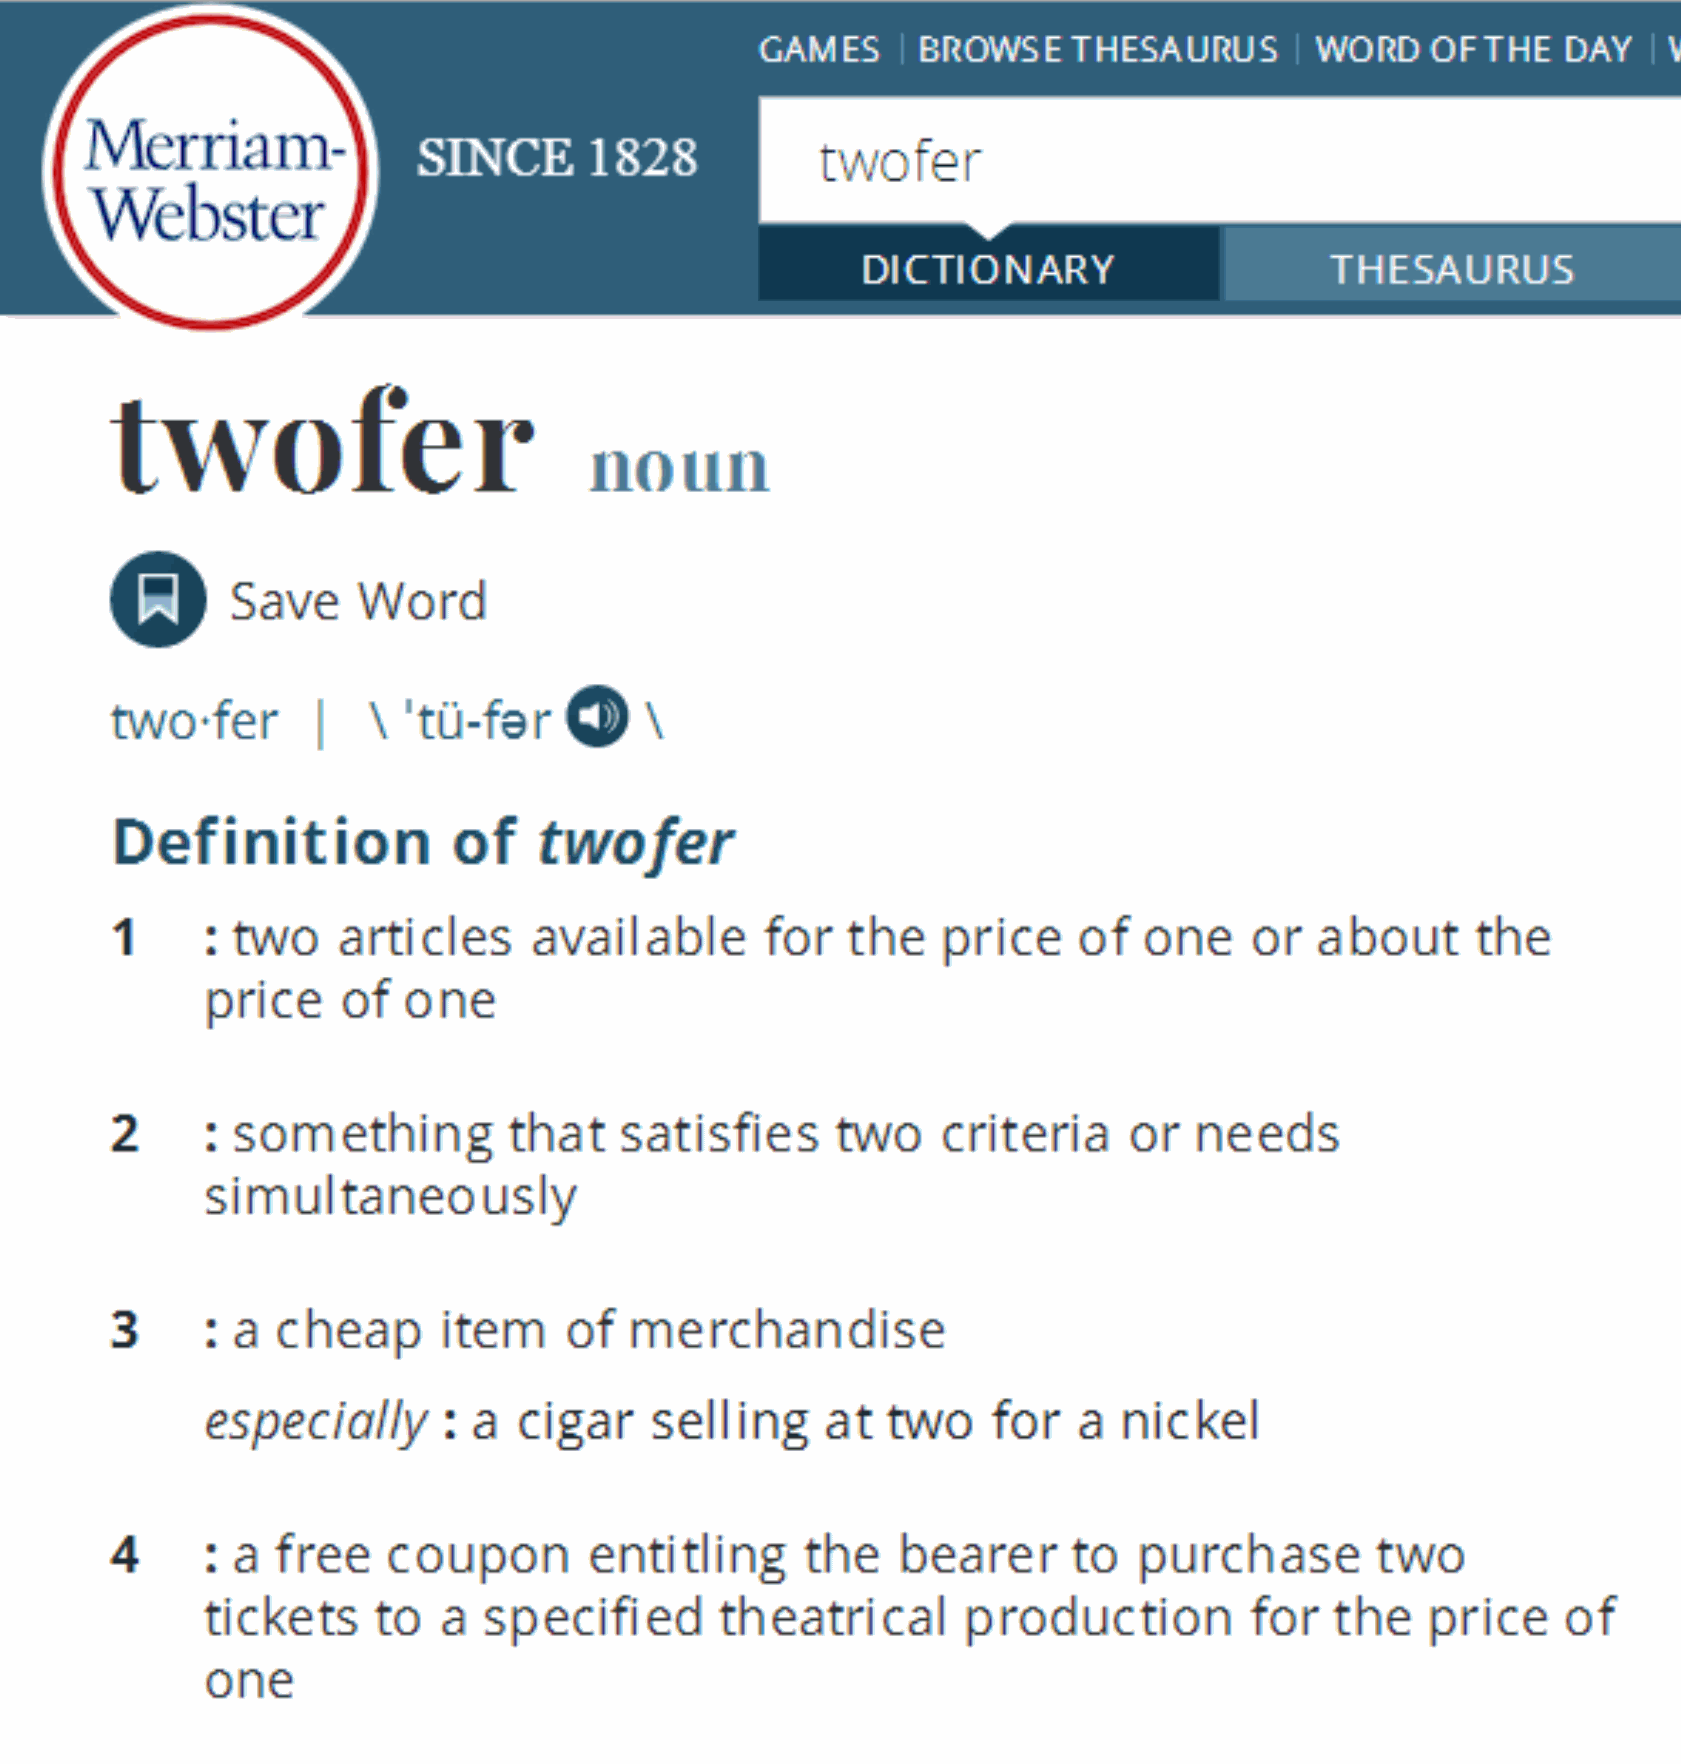 GAMES | BROWSE THESAURUS | WORD OF THE DAY |
Merriam-
Webster
SINCE 1828
twofer
DICTIONARY
THESAURUS
twofer noun
Save Word
two·fer | \ ˈtü-fər \
Definition of twofer
1 : two articles available for the price of one or about the
price of one
2 : something that satisfies two criteria or needs
simultaneously
3 : a cheap item of merchandise
especially : a cigar selling at two for a nickel
4 : a free coupon entitling the bearer to purchase two
tickets to a specified theatrical production for the price of
one